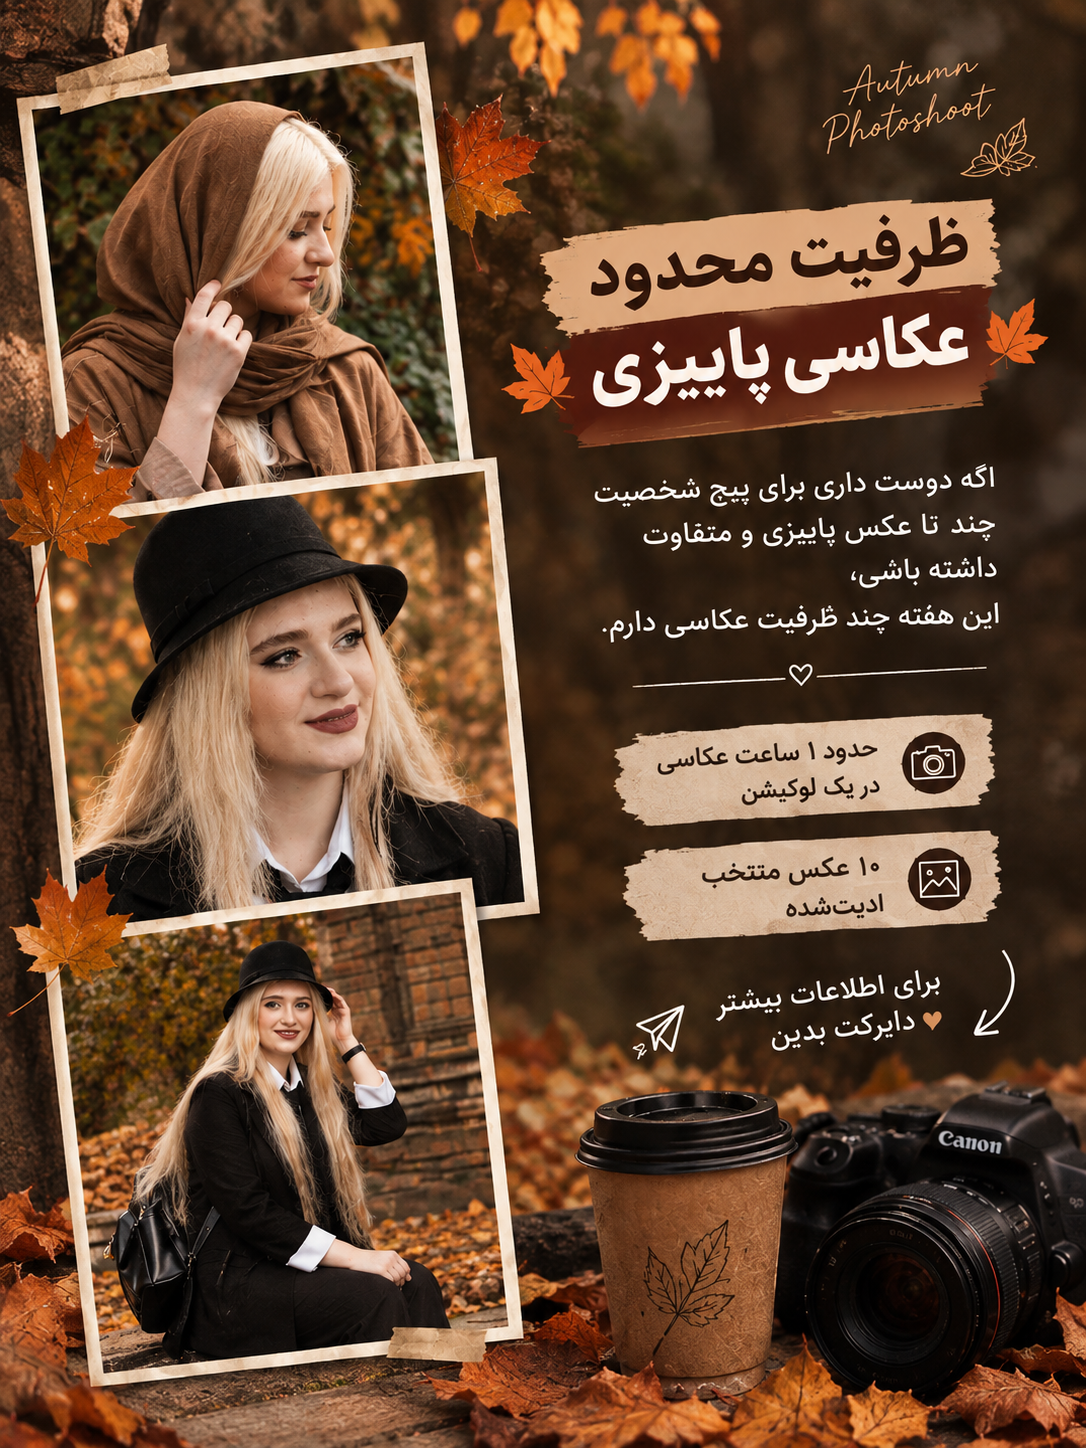 Autumn
Photoshoot
ظرفیت محدود
عکاسی پاییزی
اگه دوست داری برای پیج شخصیت
چند تا عکس پاییزی و متفاوت
داشته باشی،
این هفته چند ظرفیت عکاسی دارم.
حدود ۱ ساعت عکاسی
در یک لوکیشن
۱۰ عکس متتخب
ادیت‌شده
برای اطلاعات بیشتر
دایرکت بدین
Canon